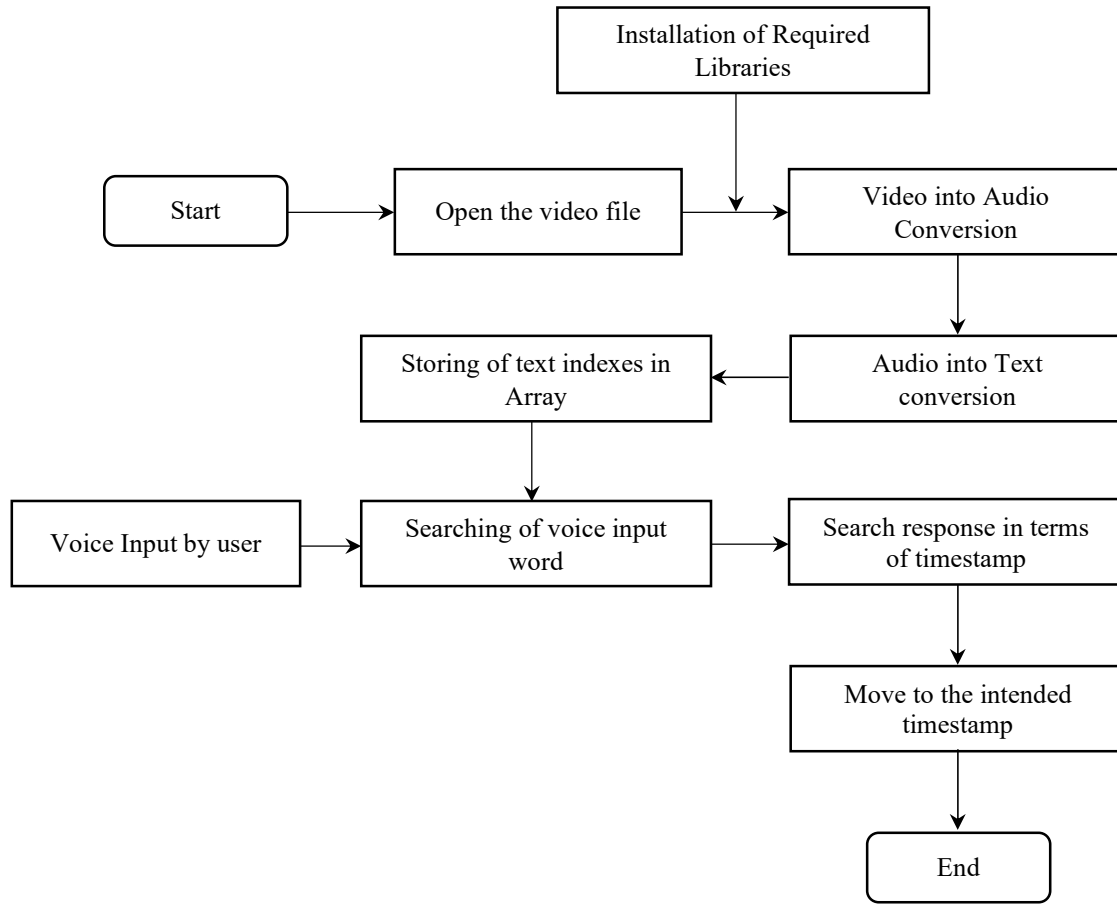 Installation of Required
Libraries
Start
Open the video file
Video into Audio
Conversion
Storing of text indexes in
Array
Audio into Text
conversion
Voice Input by user
Searching of voice input
word
Search response in terms
of timestamp
Move to the intended
timestamp
End